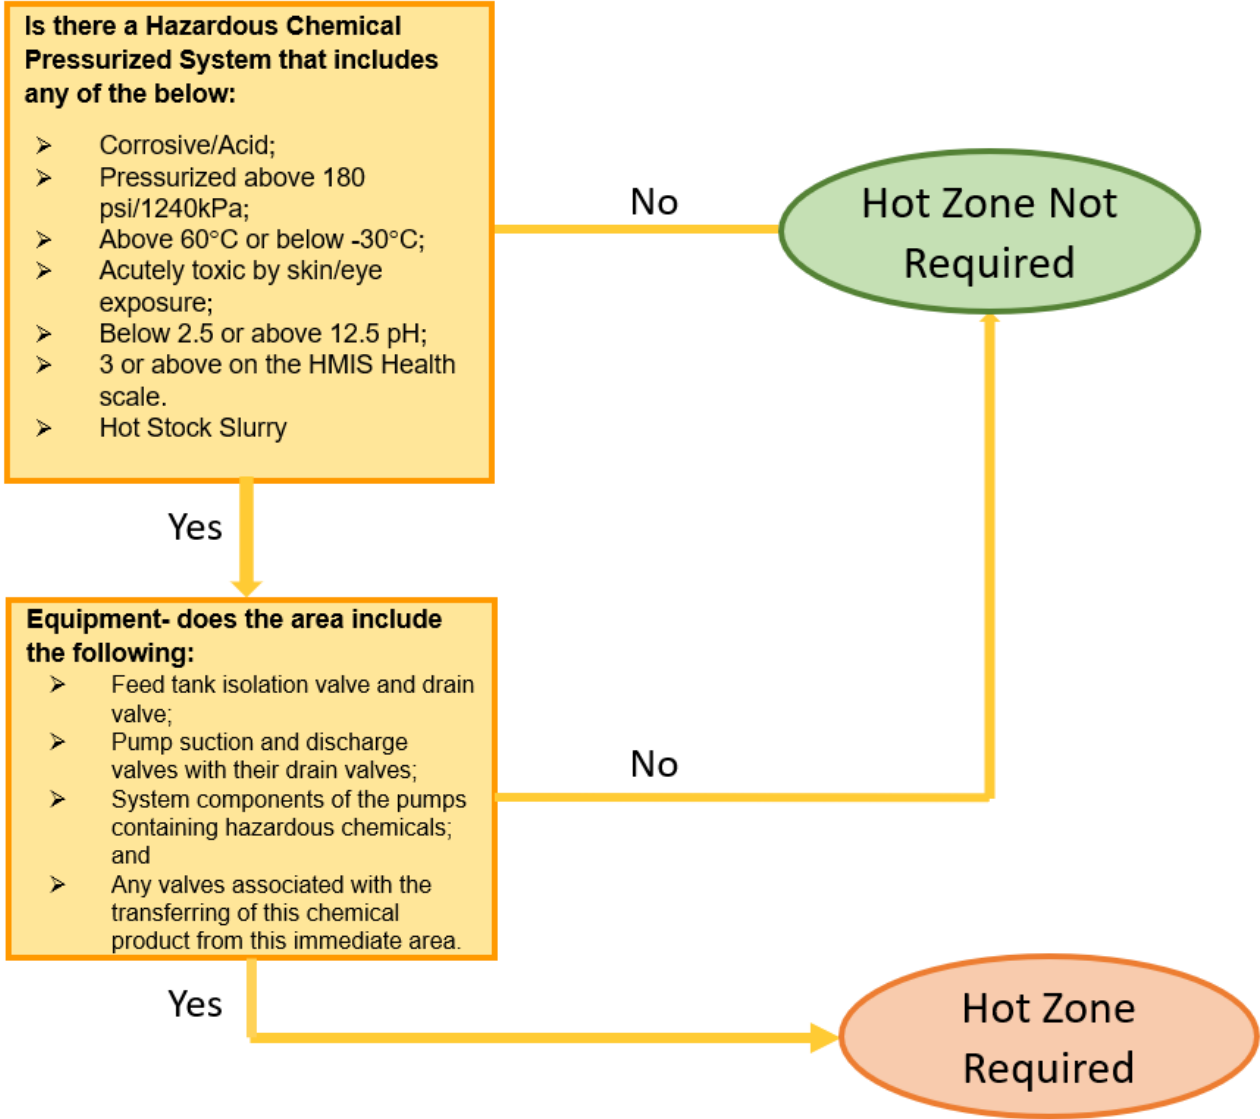 Is there a Hazardous Chemical
Pressurized System that includes
any of the below:
➢ Corrosive/Acid;
➢ Pressurized above 180
psi/1240kPa;
➢ Above 60°C or below -30°C;
➢ Acutely toxic by skin/eye
exposure;
➢ Below 2.5 or above 12.5 pH;
➢ 3 or above on the HMIS Health
scale.
➢ Hot Stock Slurry
No
Hot Zone Not
Required
Yes
Equipment- does the area include
the following:
➢ Feed tank isolation valve and drain
valve;
➢ Pump suction and discharge
valves with their drain valves;
➢ System components of the pumps
containing hazardous chemicals;
and
➢ Any valves associated with the
transferring of this chemical
product from this immediate area.
No
Yes
Hot Zone
Required